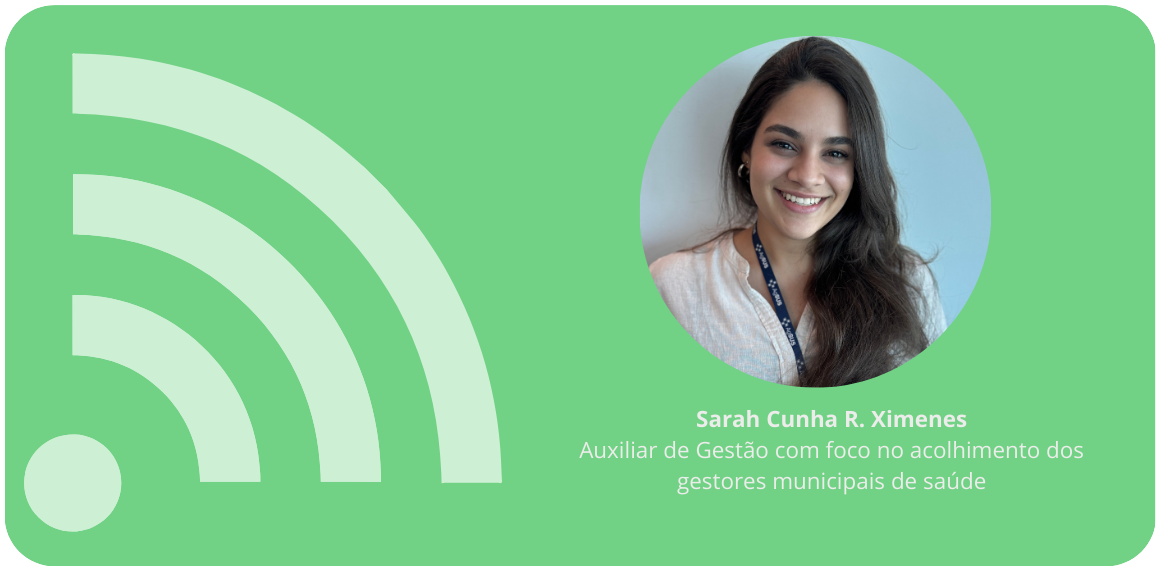 Sarah Cunha R. Ximenes
Auxiliar de Gestão com foco no acolhimento dos
gestores municipais de saúde